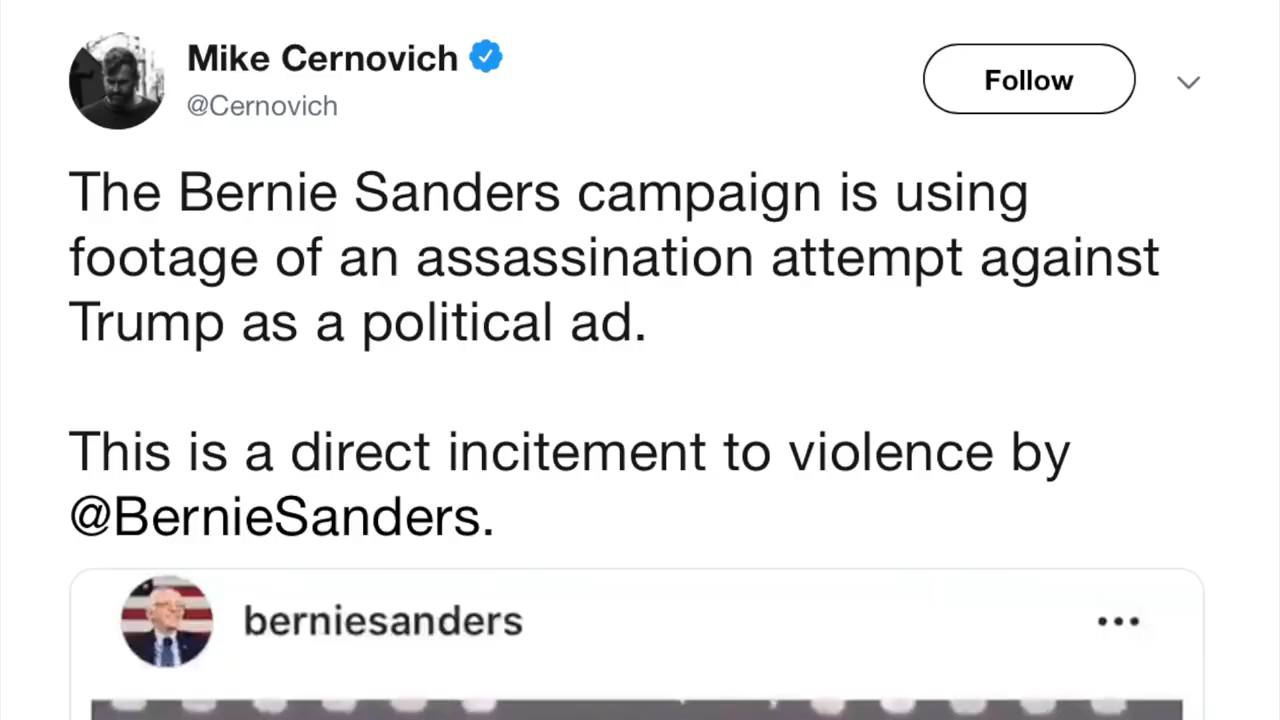 Mike Cernovich
Follow
@Cernovich
The Bernie Sanders campaign is using
footage of an assassination attempt against
Trump as a political ad.
This is a direct incitement to violence by
@BernieSanders.
berniesanders